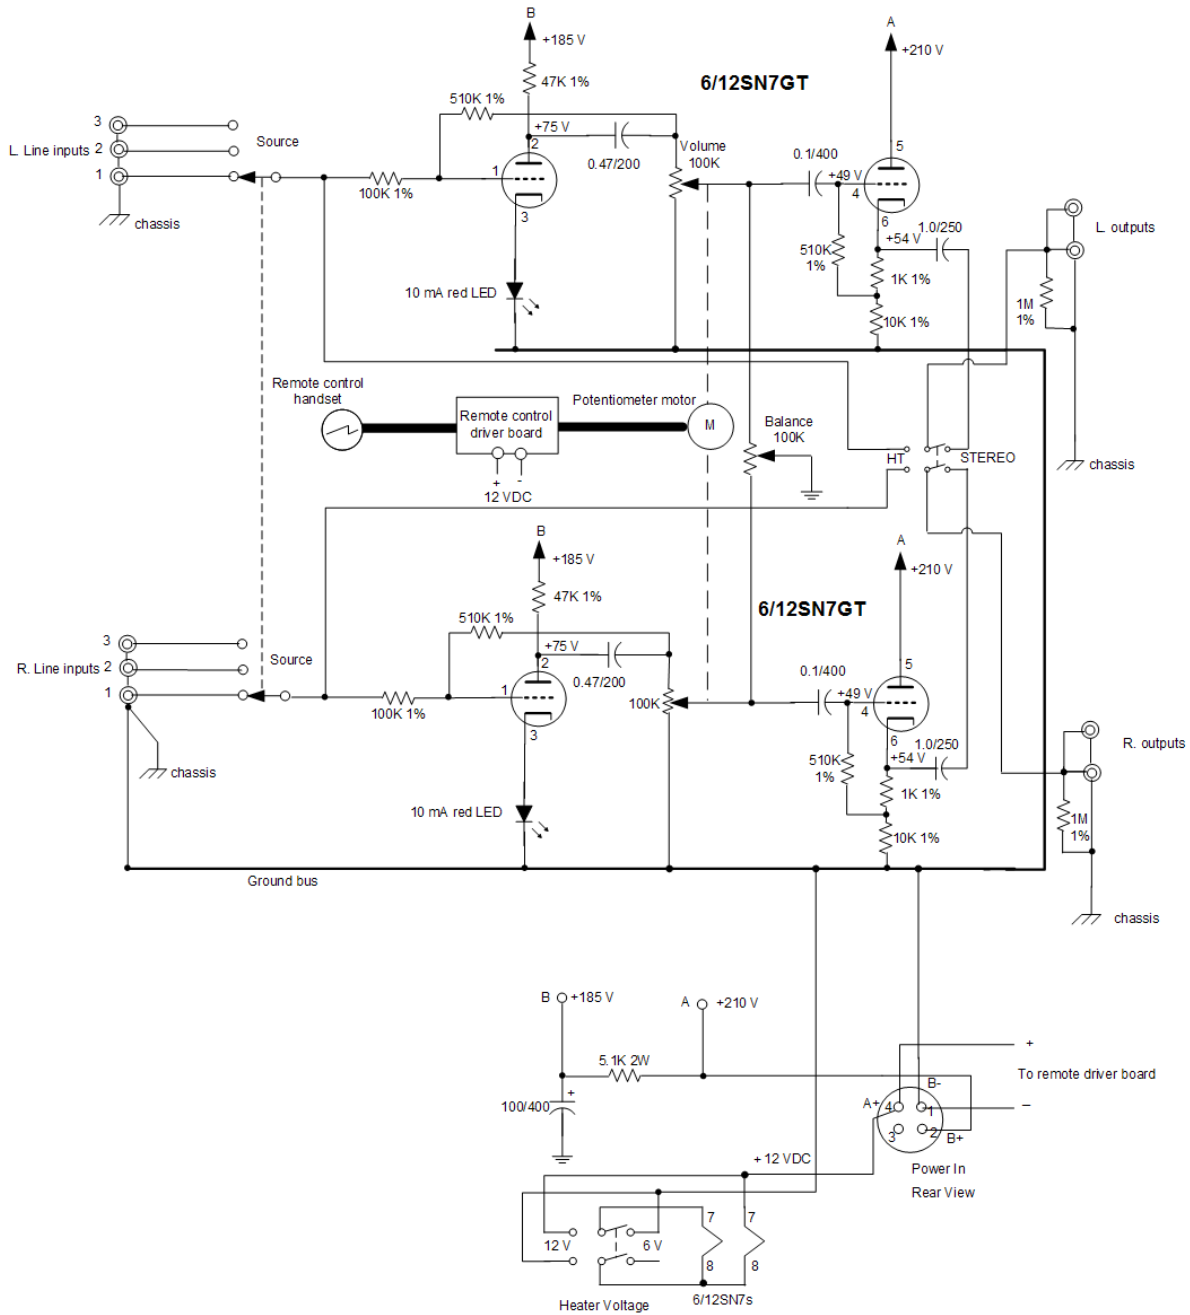 B
+185 V
47K 1%
510K 1%
A
+210 V
6/12SN7GT
3
L. Line inputs 2
1
Source
chassis
100K 1%
+75 V
2
1
3
0.47/200
Volume
100K
0.1/400
+49 V
4
5
6
+54 V
1.0/250
510K
1%
1K 1%
10K 1%
L. outputs
1M
1%
10 mA red LED
Remote control
handset
Remote control
driver board
+ -
12 VDC
Potentiometer motor
M
Balance
100K
HT
STEREO
chassis
B
+185 V
47K 1%
510K 1%
A
+210 V
6/12SN7GT
3
R. Line inputs 2
1
Source
chassis
100K 1%
+75 V
2
1
3
0.47/200
100K
0.1/400
+49 V
4
5
6
+54 V
1.0/250
510K
1%
1K 1%
10K 1%
R. outputs
1M
1%
10 mA red LED
Ground bus
chassis
B +185 V
A +210 V
5.1K 2W
+
100/400
+
To remote driver board
–
B-
A+ 4 1
3 2
B+
Power In
Rear View
+ 12 VDC
12 V
6 V
7
8
7
8
6/12SN7s
Heater Voltage